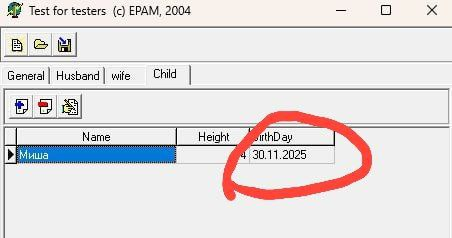 Test for testers (c) EPAM, 2004
General Husband wife Child
Name Height BirthDay
Миша 4 30.11.2025